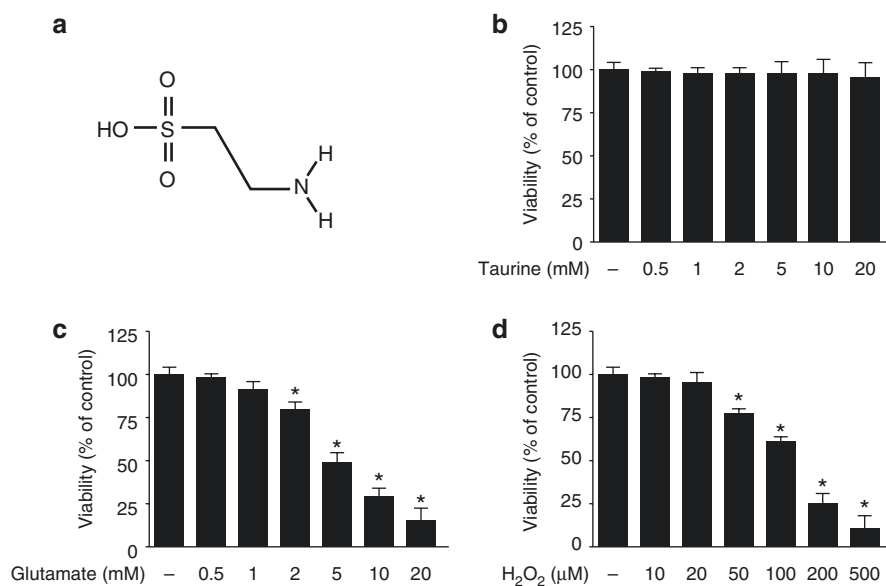 a
O
HO
S
O
N
H
H
b
Viability (% of control)
125
100
75
50
25
0
Taurine (mM) – 0.5 1 2 5 10 20
c
Viability (% of control)
125
100
75
50
25
0
* * * *
Glutamate (mM) – 0.5 1 2 5 10 20
d
Viability (% of control)
125
100
75
50
25
0
* * * *
H₂O₂ (μM) – 10 20 50 100 200 500